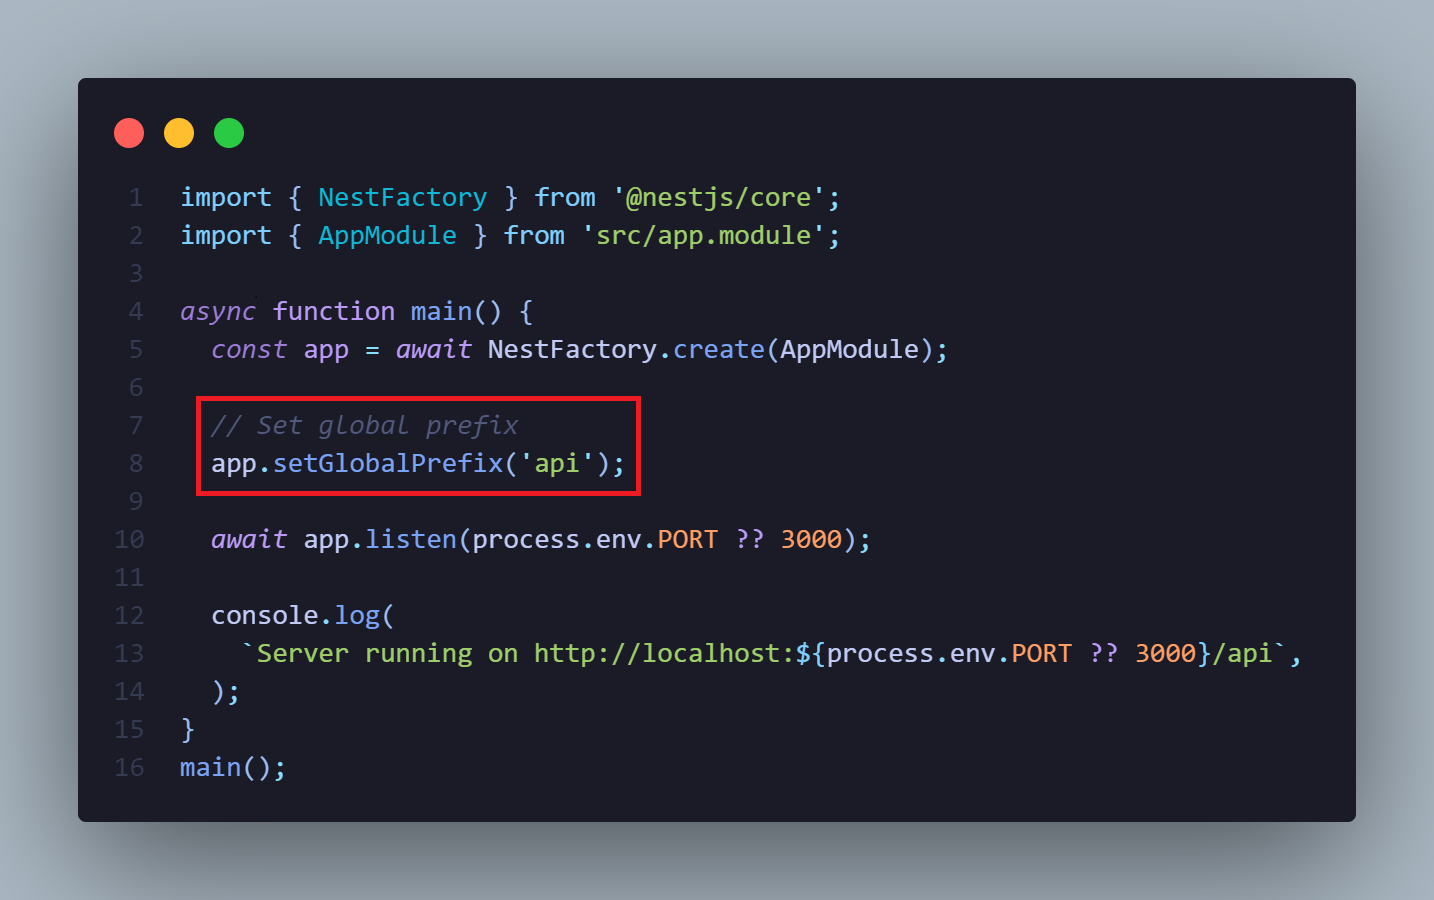 1 import { NestFactory } from '@nestjs/core';
2 import { AppModule } from 'src/app.module';
3
4 async function main() {
5   const app = await NestFactory.create(AppModule);
6
7   // Set global prefix
8   app.setGlobalPrefix('api');
9
10   await app.listen(process.env.PORT ?? 3000);
11
12   console.log(
13     `Server running on http://localhost:${process.env.PORT ?? 3000}/api`,
14   );
15 }
16 main();